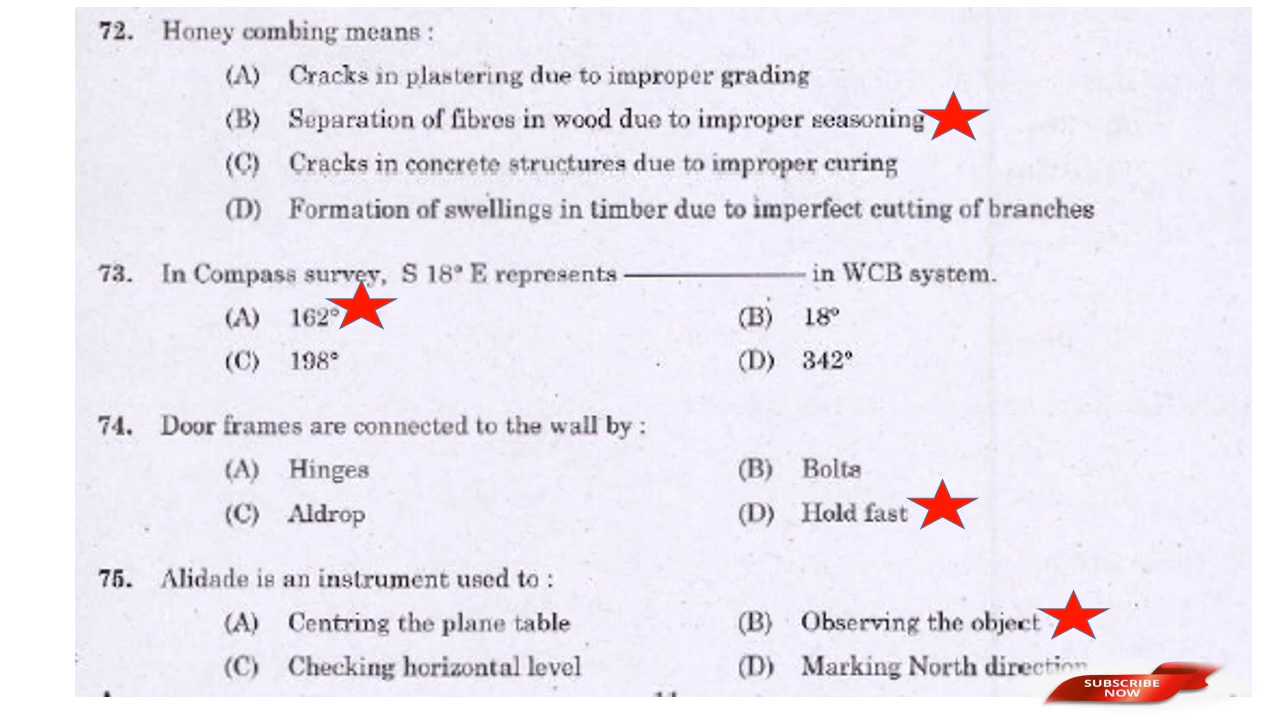 72. Honey combing means :
(A) Cracks in plastering due to improper grading
(B) Separation of fibres in wood due to improper seasoning
(C) Cracks in concrete structures due to improper curing
(D) Formation of swellings in timber due to imperfect cutting of branches
73. In Compass survey, S 18° E represents ———————— in WCB system.
(A) 162° (B) 18°
(C) 198° (D) 342°
74. Door frames are connected to the wall by :
(A) Hinges (B) Bolts
(C) Aldrop (D) Hold fast
75. Alidade is an instrument used to :
(A) Centring the plane table (B) Observing the object
(C) Checking horizontal level (D) Marking North direction
SUBSCRIBE
NOW